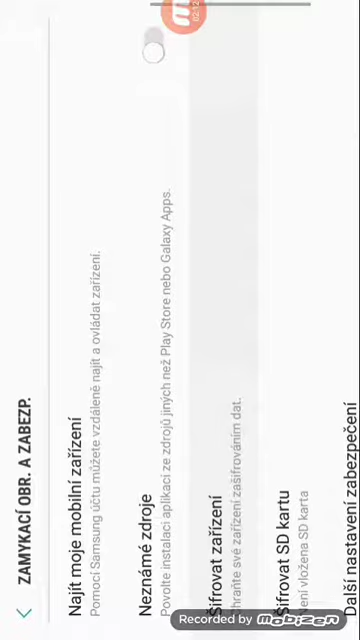 ZAMYKACÍ OBR. A ZABEZP.
Najít moje mobilní zařízení
Pomocí Samsung účtu můžete vzdáleně najít a ovládat zařízení.
Neznámé zdroje
Povolte instalaci aplikací ze zdrojů jiných než Play Store nebo Galaxy Apps.
Šifrovat zařízení
Chraňte své zařízení zašifrováním dat.
Šifrovat SD kartu
Není vložena SD karta
Další nastavení zabezpečení
Recorded by mobizen